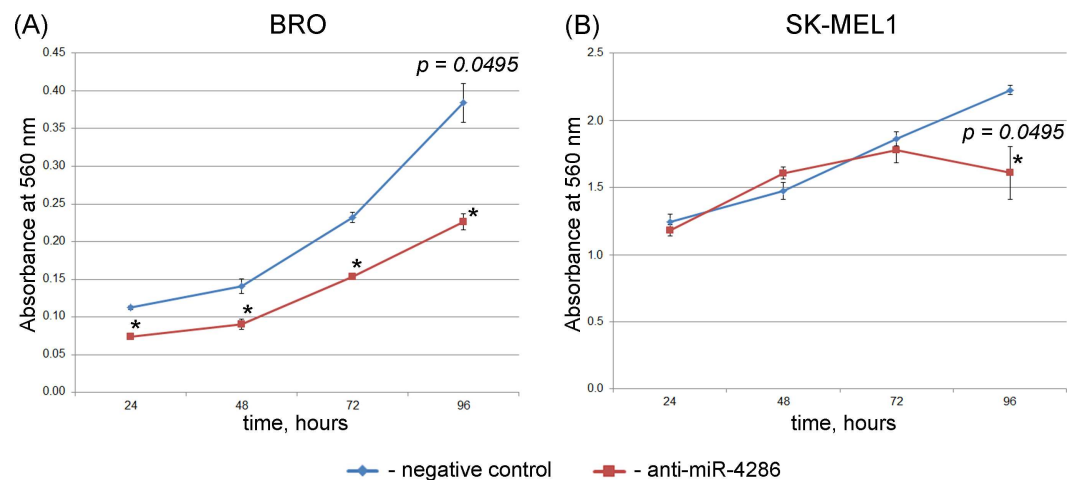 (A) BRO
0.45
0.40
0.35
0.30
0.25
0.20
0.15
0.10
0.05
0.00
Absorbance at 560 nm
p = 0.0495
*
*
*
*
24 48 72 96
time, hours
(B) SK-MEL1
2.5
2.0
1.5
1.0
0.5
0.0
Absorbance at 560 nm
p = 0.0495
*
24 48 72 96
time, hours
- negative control - anti-miR-4286